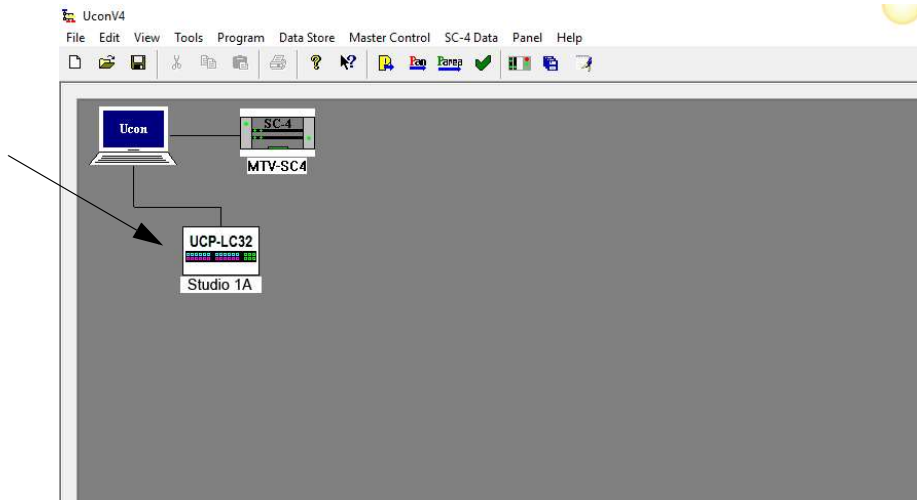 UconV4
File Edit View Tools Program Data Store Master Control SC-4 Data Panel Help
Pan Param
Ucon
SC-4
MTV-SC4
UCP-LC32
Studio 1A